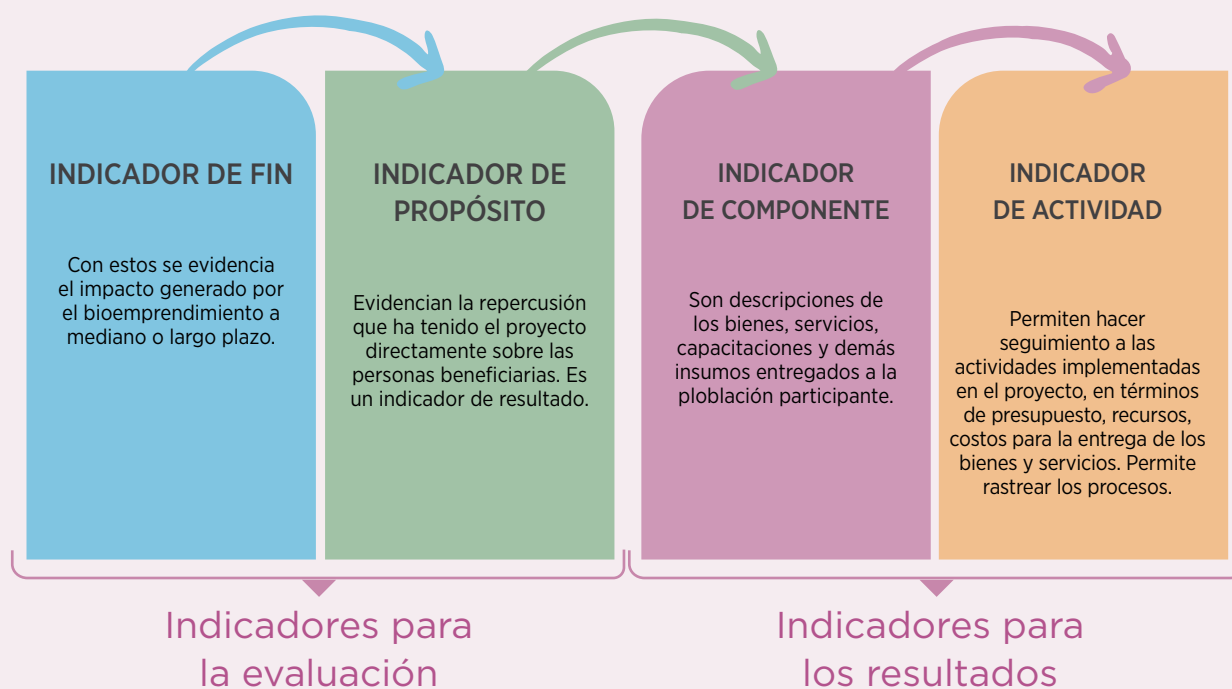 INDICADOR DE FIN
Con estos se evidencia
el impacto generado por
el bioemprendimiento a
mediano o largo plazo.
INDICADOR DE
PROPÓSITO
Evidencian la repercusión
que ha tenido el proyecto
directamente sobre las
personas beneficiarias. Es
un indicador de resultado.
INDICADOR
DE COMPONENTE
Son descripciones de
los bienes, servicios,
capacitaciones y demás
insumos entregados a la
ploblación participante.
INDICADOR
DE ACTIVIDAD
Permiten hacer
seguimiento a las
actividades implementadas
en el proyecto, en términos
de presupuesto, recursos,
costos para la entrega de los
bienes y servicios. Permite
rastrear los procesos.
Indicadores para
la evaluación
Indicadores para
los resultados